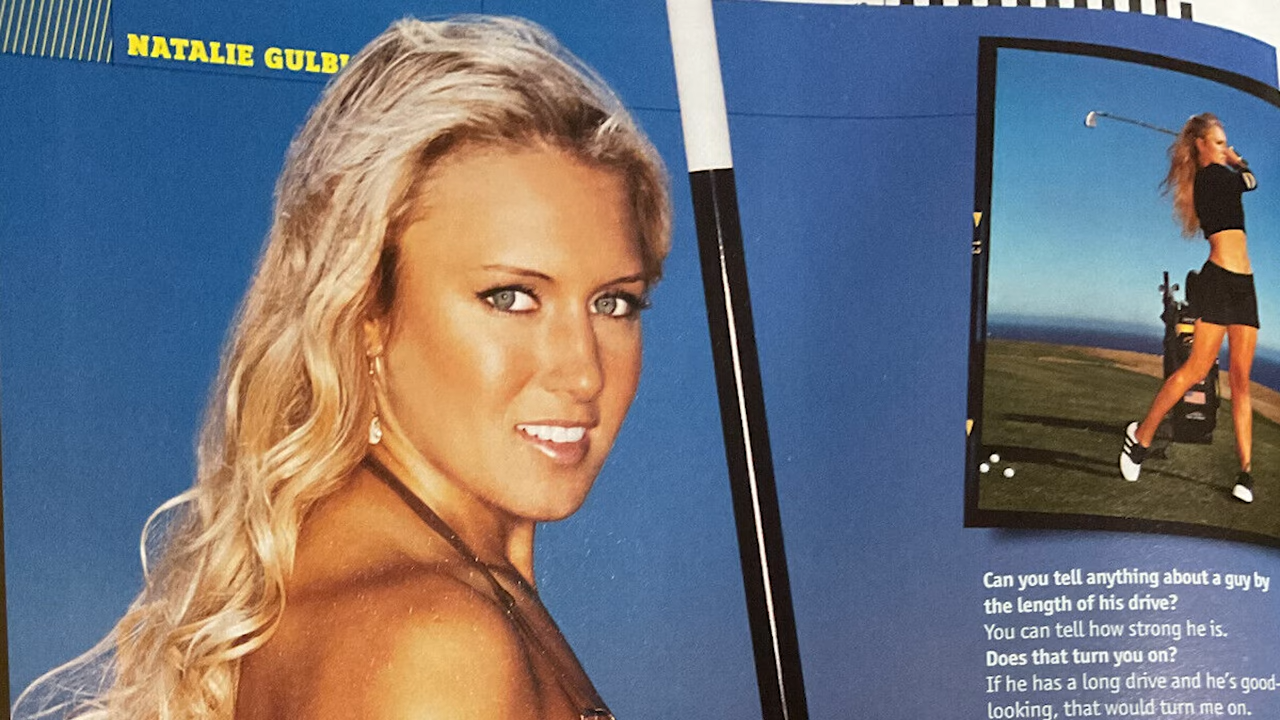 NATALIE GULBI
Can you tell anything about a guy by
the length of his drive?
You can tell how strong he is.
Does that turn you on?
If he has a long drive and he's good-
looking, that would turn me on.